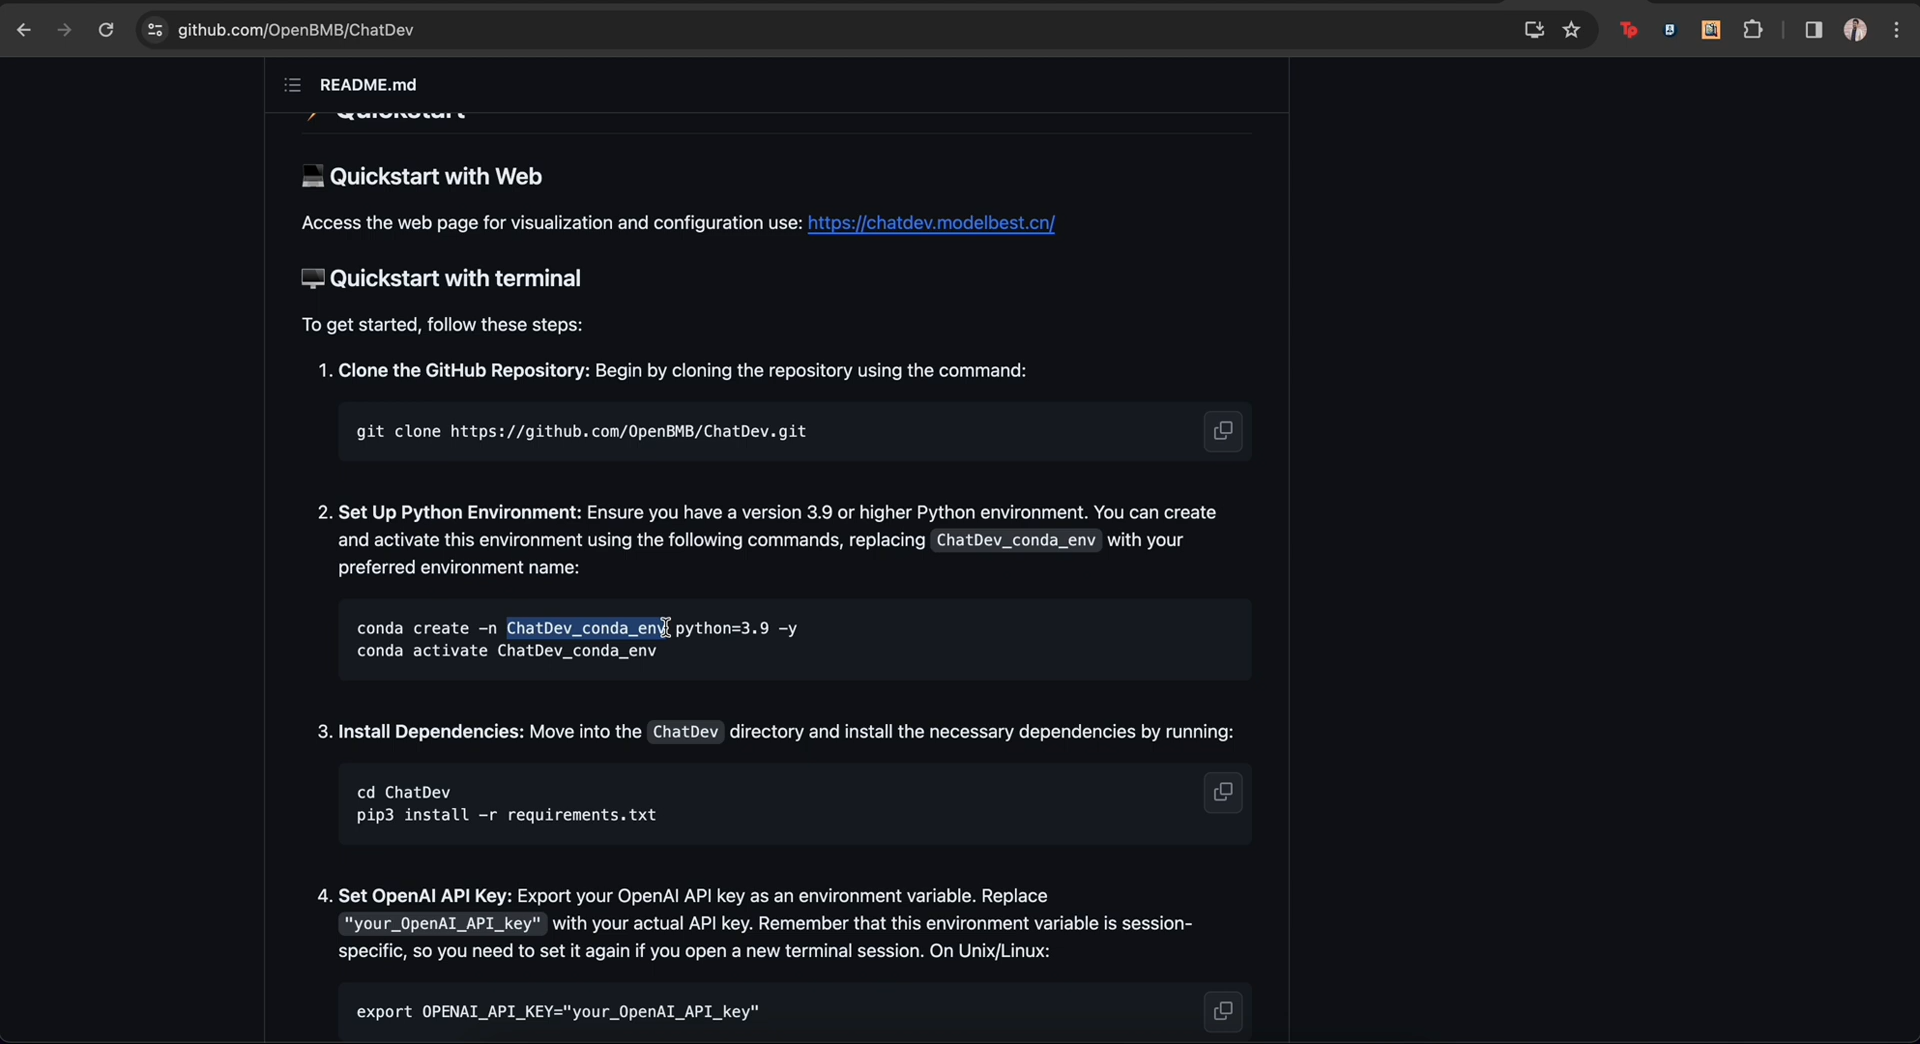 github.com/OpenBMB/ChatDev
Tp
README.md
Quickstart
Quickstart with Web
Access the web page for visualization and configuration use: https://chatdev.modelbest.cn/
Quickstart with terminal
To get started, follow these steps:
1. Clone the GitHub Repository: Begin by cloning the repository using the command:
git clone https://github.com/OpenBMB/ChatDev.git
2. Set Up Python Environment: Ensure you have a version 3.9 or higher Python environment. You can create
and activate this environment using the following commands, replacing ChatDev_conda_env with your
preferred environment name:
conda create -n ChatDev_conda_env python=3.9 -y
conda activate ChatDev_conda_env
3. Install Dependencies: Move into the ChatDev directory and install the necessary dependencies by running:
cd ChatDev
pip3 install -r requirements.txt
4. Set OpenAI API Key: Export your OpenAI API key as an environment variable. Replace
"your_OpenAI_API_key" with your actual API key. Remember that this environment variable is session-
specific, so you need to set it again if you open a new terminal session. On Unix/Linux:
export OPENAI_API_KEY="your_OpenAI_API_key"